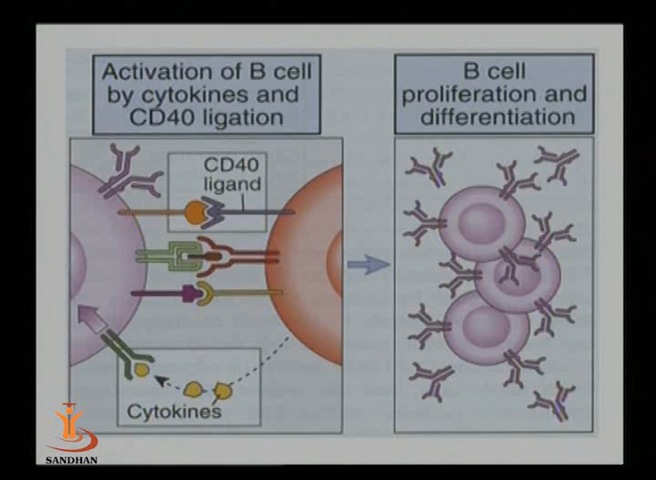 Activation of B cell
by cytokines and
CD40 ligation
B cell
proliferation and
differentiation
CD40
ligand
Cytokines
SANDHAN